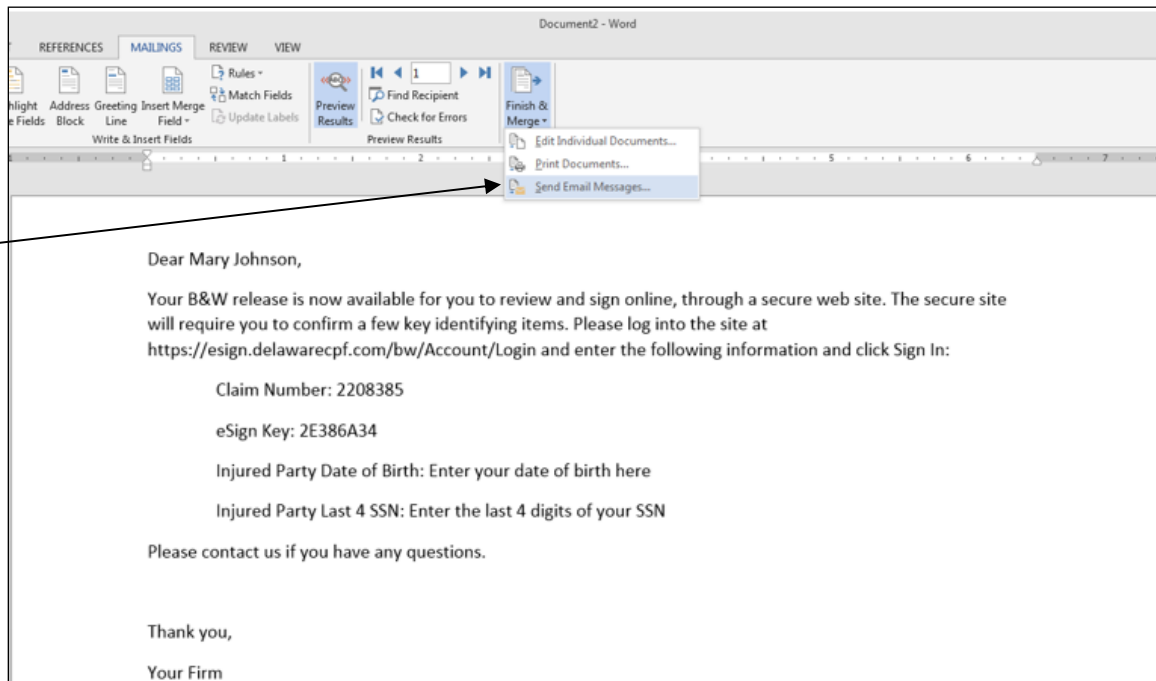 Document2 - Word
REFERENCES MAILINGS REVIEW VIEW
Address Block
Greeting Line
Insert Merge Field
Rules
Match Fields
Update Labels
Write & Insert Fields
Preview Results
1
Find Recipient
Check for Errors
Preview Results
Finish & Merge
Edit Individual Documents...
Print Documents...
Send Email Messages...
1 2 5 6 7
Dear Mary Johnson,
Your B&W release is now available for you to review and sign online, through a secure web site. The secure site
will require you to confirm a few key identifying items. Please log into the site at
https://esign.delawarecpf.com/bw/Account/Login and enter the following information and click Sign In:
Claim Number: 2208385
eSign Key: 2E386A34
Injured Party Date of Birth: Enter your date of birth here
Injured Party Last 4 SSN: Enter the last 4 digits of your SSN
Please contact us if you have any questions.
Thank you,
Your Firm